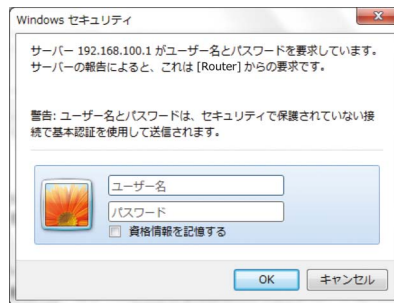 Windows セキュリティ
サーバー 192.168.100.1 がユーザー名とパスワードを要求しています。
サーバーの報告によると、これは [Router] からの要求です。
警告: ユーザー名とパスワードは、セキュリティで保護されていない接
続で基本認証を使用して送信されます。
ユーザー名
パスワード
資格情報を記憶する
OK
キャンセル